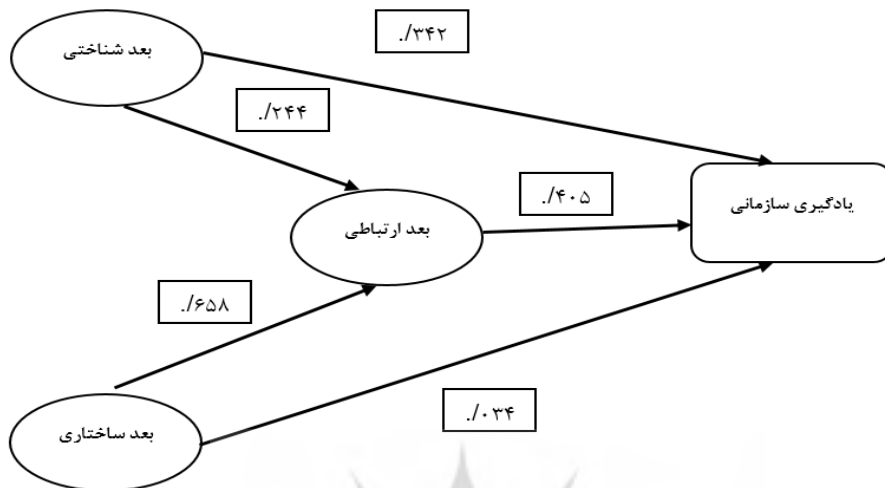 ./۳۴۲
بعد شناختی
./۲۴۴
یادگیری سازمانی
./۴۰۵
بعد ارتباطی
./۶۵۸
./۰۳۴
بعد ساختاری